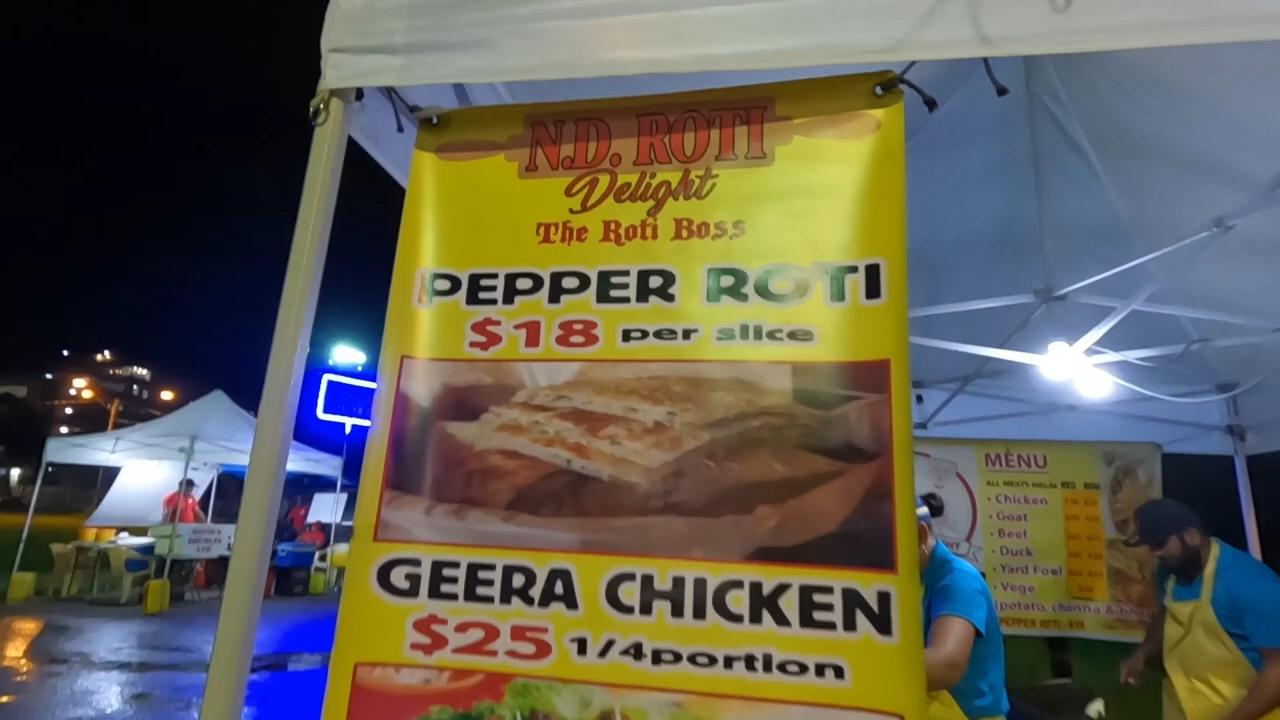 N.D. ROTI
Delight
The Roti Boss
PEPPER ROTI
$18 per slice
GEERA CHICKEN
$25 1/4portion
MENU
ALL MEATS
• Chicken
• Goat
• Beef
• Duck
• Yard Fowl
• Vege
(potato, channa &
PEPPER ROTI